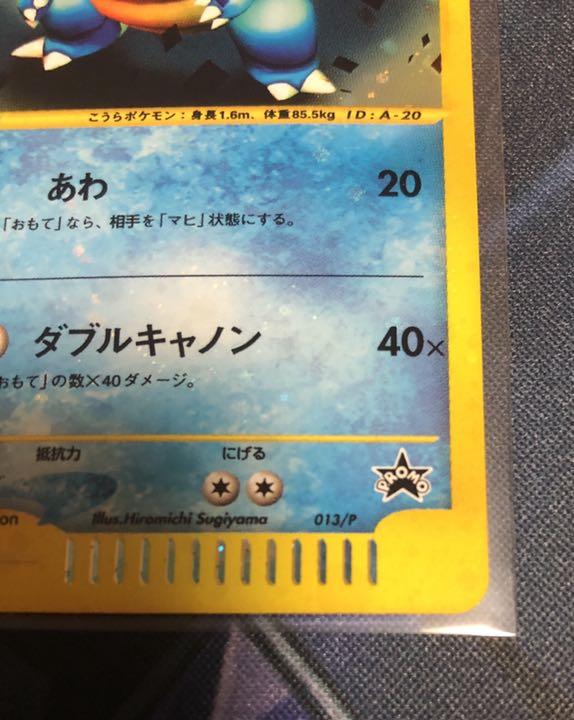 こうらポケモン：身長1.6m、体重85.5kg ID：A-20
あわ 20
「おもて」なら、相手を「マヒ」状態にする。
ダブルキャノン 40×
おもて」の数×40ダメージ。
抵抗力 にげる
PROMO
on Illus.Hiromichi Sugiyama 013/P